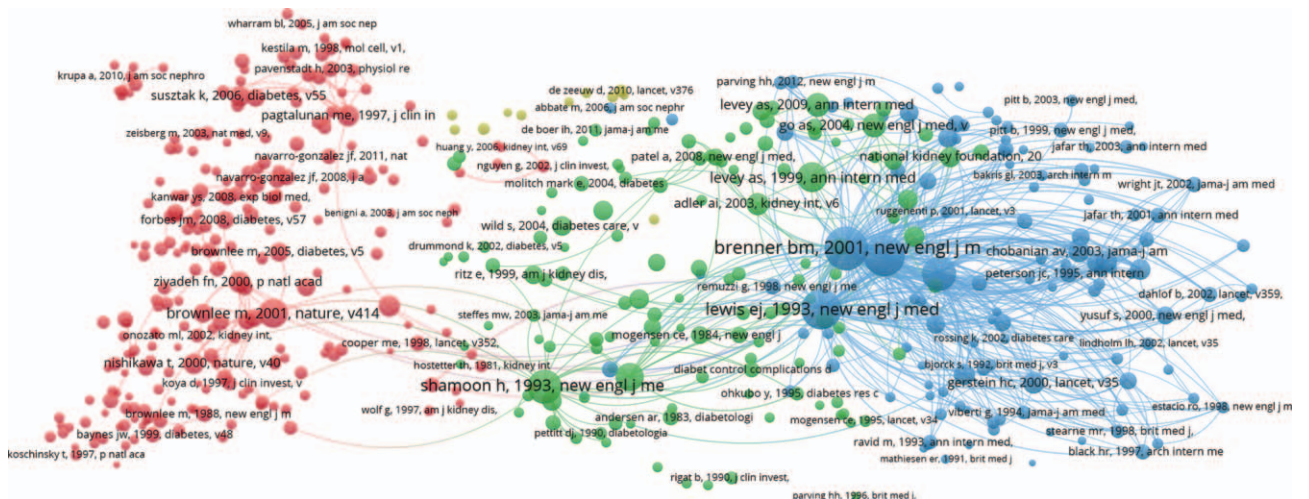 wharram bl, 2005, j am soc nep
kestila m, 1998, mol cell, v1,
krupa a, 2010, j am soc nephro
pavenstadt h, 2003, physiol re
susztak k, 2006, diabetes, v55
pagtalunan me, 1997, j clin in
zeisberg m, 2003, nat med, v9,
navarro-gonzalez jf, 2011, nat
navarro-gonzalez jf, 2008, j a
kanwar ys, 2008, exp biol med,
forbes jm, 2008, diabetes, v57
benigni a, 2003, j am soc neph
brownlee m, 2005, diabetes, v5
ziyadeh fn, 2000, p natl acad
brownlee m, 2001, nature, v414
onozato ml, 2002, kidney int,
nishikawa t, 2000, nature, v40
koya d, 1997, j clin invest, v
brownlee m, 1988, new engl j m
baynes jw, 1999, diabetes, v48
koschinsky t, 1997, p natl aca
de zeeuw d, 2010, lancet, v376
abbate m, 2006, j am soc nephr
de boer ih, 2011, jama-j am me
huang y, 2006, kidney int, v69
nguyen g, 2002, j clin invest,
patel a, 2008, new engl j med,
molitch mark e, 2004, diabetes
wild s, 2004, diabetes care, v
drummond k, 2002, diabetes, v5
ritz e, 1999, am j kidney dis,
steffes mw, 2003, jama-j am me
cooper me, 1998, lancet, v352,
hostetter th, 1981, kidney int
shamoon h, 1993, new engl j me
wolf g, 1997, am j kidney dis,
pettitt dj, 1990, diabetologia
andersen ar, 1983, diabetologi
rigat b, 1990, j clin invest,
parving hh, 2012, new engl j m
levey as, 2009, ann intern med
go as, 2004, new engl j med, v
pitt b, 2003, new engl j med,
pitt b, 1999, new engl j med,
jafar th, 2003, ann intern med
national kidney foundation, 20
levey as, 1999, ann intern med
bakris gl, 2003, arch intern m
wright jt, 2002, jama-j am med
adler ai, 2003, kidney int, v6
ruggenenti p, 2001, lancet, v3
jafar th, 2001, ann intern med
brenner bm, 2001, new engl j m
chobanian av, 2003, jama-j am
peterson jc, 1995, ann intern
remuzzi g, 1998, new engl j me
dahlof b, 2002, lancet, v359,
lewis ej, 1993, new engl j med
yusuf s, 2000, new engl j med,
mogensen ce, 1984, new engl j
rossing k, 2002, diabetes care
lindholm lh, 2002, lancet, v35
bjorck s, 1992, brit med j, v3
diabet control complications d
gerstein hc, 2000, lancet, v35
ohkubo y, 1995, diabetes res c
estacio ro, 1998, new engl j m
viberti g, 1994, jama-j am med
mogensen ce, 1995, lancet, v34
stearne mr, 1998, brit med j,
ravid m, 1993, ann intern med,
black hr, 1997, arch intern me
mathiesen er, 1991, brit med j
parving hh, 1996, brit med j,